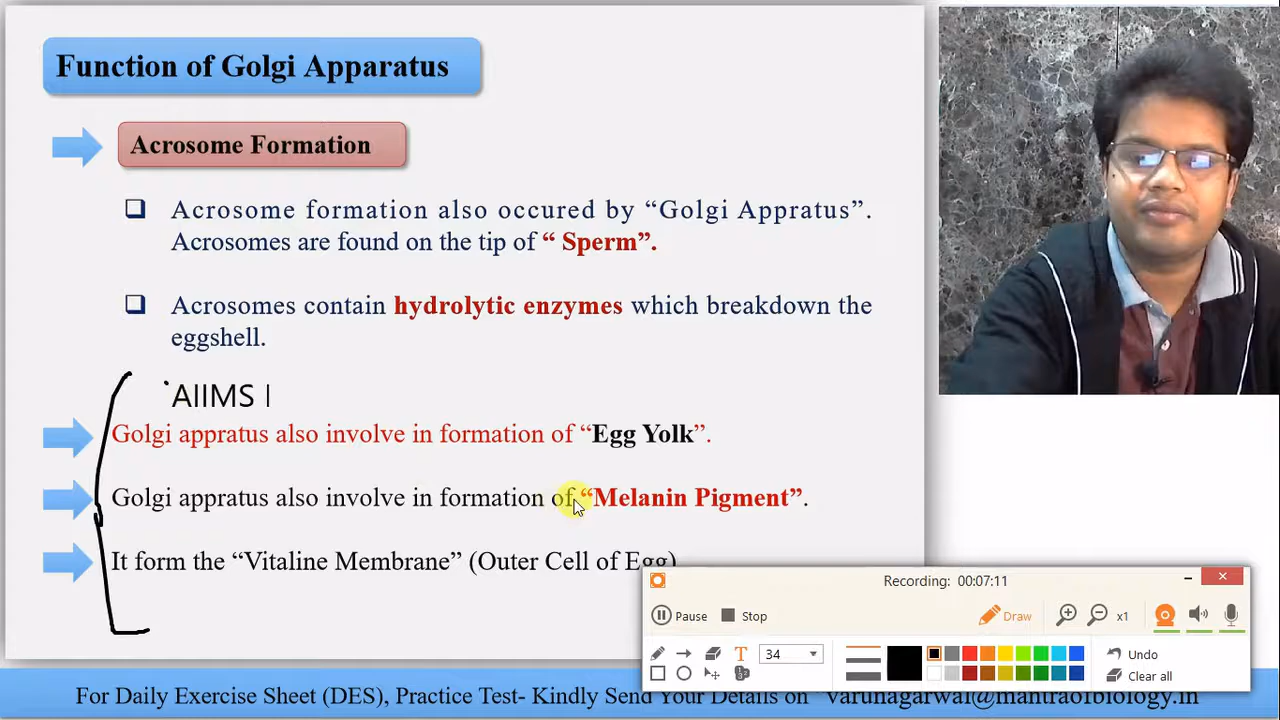 Function of Golgi Apparatus
Acrosome Formation
Acrosome formation also occured by “Golgi Appratus”.
Acrosomes are found on the tip of “ Sperm”.
Acrosomes contain hydrolytic enzymes which breakdown the
eggshell.
AIIMS
Golgi appratus also involve in formation of “Egg Yolk”.
Golgi appratus also involve in formation of “Melanin Pigment”.
It form the “Vitaline Membrane” (Outer Cell of Egg)
Recording: 00:07:11
Pause Stop Draw x1
T 34
Undo
Clear all
For Daily Exercise Sheet (DES), Practice Test- Kindly Send Your Details on “varunagarwal@mantraofbiology.in